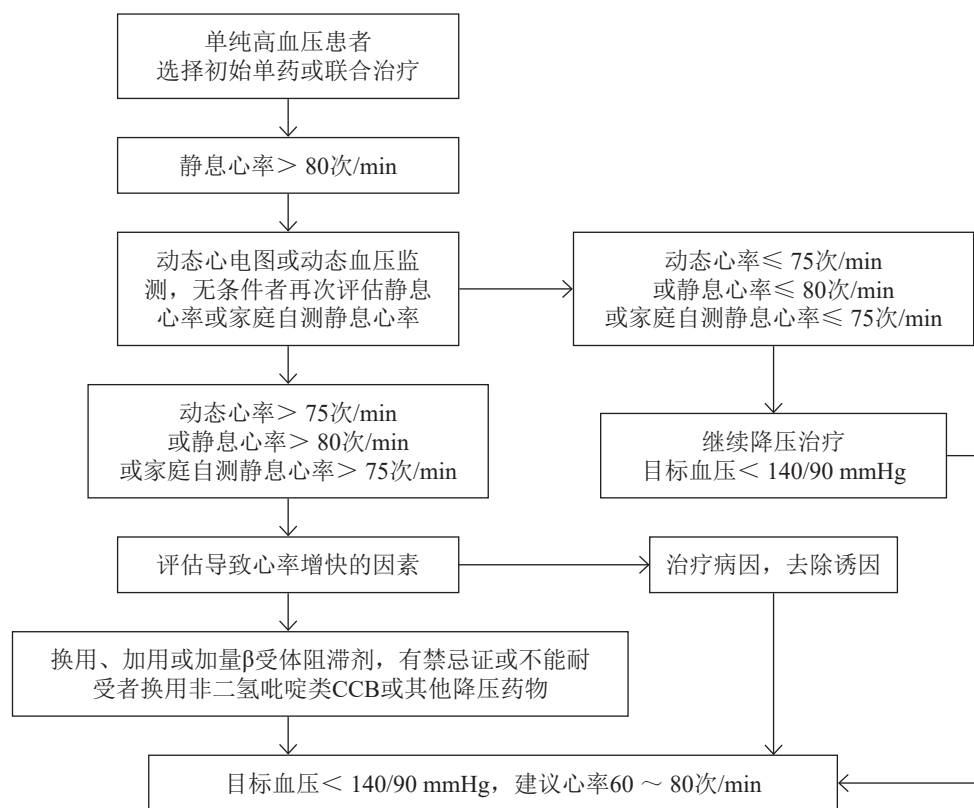 单纯高血压患者
选择初始单药或联合治疗
静息心率＞80次/min
动态心电图或动态血压监
测，无条件者再次评估静息
心率或家庭自测静息心率
动态心率≤75次/min
或静息心率≤80次/min
或家庭自测静息心率≤75次/min
动态心率＞75次/min
或静息心率＞80次/min
或家庭自测静息心率＞75次/min
继续降压治疗
目标血压＜140/90 mmHg
评估导致心率增快的因素
治疗病因，去除诱因
换用、加用或加量β受体阻滞剂，有禁忌证或不能耐
受者换用非二氢吡啶类CCB或其他降压药物
目标血压＜140/90 mmHg，建议心率60～80次/min